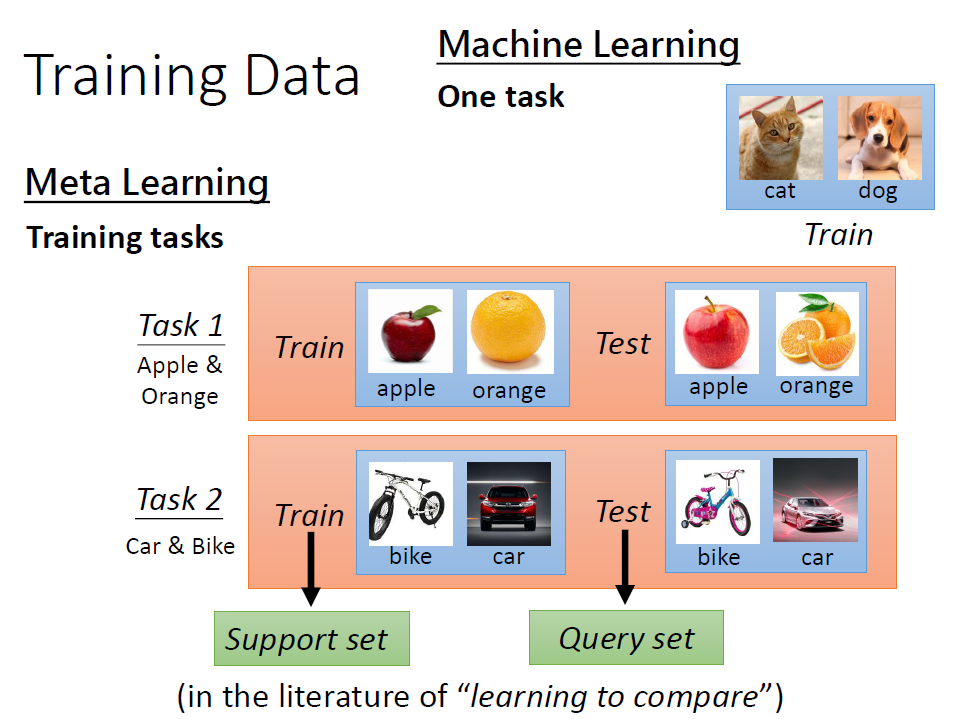 Training Data
Machine Learning
One task
cat dog
Train
Meta Learning
Training tasks
Task 1
Apple &
Orange
Train
apple orange
Test
apple orange
Task 2
Car & Bike
Train
bike car
Test
bike car
Support set
Query set
(in the literature of “learning to compare”)